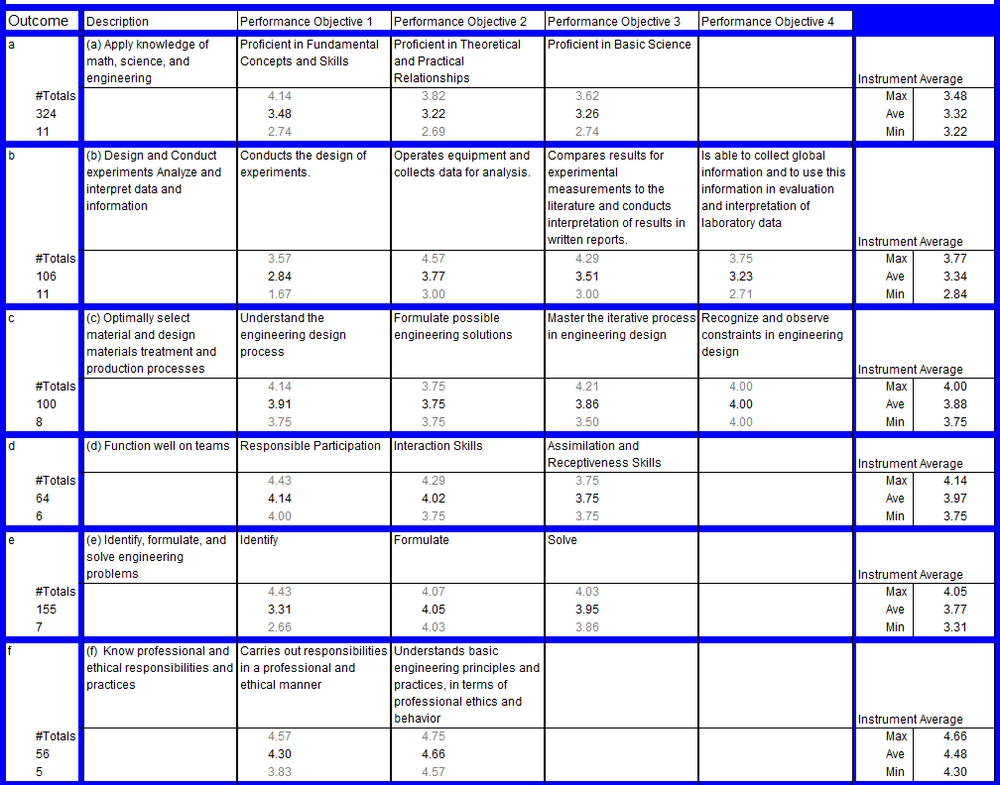 Outcome Description Performance Objective 1 Performance Objective 2 Performance Objective 3 Performance Objective 4
a (a) Apply knowledge of Proficient in Fundamental Proficient in Theoretical Proficient in Basic Science
math, science, and Concepts and Skills and Practical
engineering Relationships Instrument Average
#Totals 4.14 3.82 3.62 Max 3.48
324 3.48 3.22 3.26 Ave 3.32
11 2.74 2.69 2.74 Min 3.22
b (b) Design and Conduct Conducts the design of Operates equipment and Compares results for Is able to collect global
experiments Analyze and experiments. collects data for analysis. experimental information and to use this
interpret data and measurements to the information in evaluation
information literature and conducts and interpretation of
interpretation of results in laboratory data
written reports. Instrument Average
#Totals 3.57 4.57 4.29 3.75 Max 3.77
106 2.84 3.77 3.51 3.23 Ave 3.34
11 1.67 3.00 3.00 2.71 Min 2.84
c (c) Optimally select Understand the Formulate possible Master the iterative process Recognize and observe
material and design engineering design engineering solutions in engineering design constraints in engineering
materials treatment and process design
production processes Instrument Average
#Totals 4.14 3.75 4.21 4.00 Max 4.00
100 3.91 3.75 3.86 4.00 Ave 3.88
8 3.75 3.75 3.50 4.00 Min 3.75
d (d) Function well on teams Responsible Participation Interaction Skills Assimilation and
Receptiveness Skills Instrument Average
#Totals 4.43 4.29 3.75 Max 4.14
64 4.14 4.02 3.75 Ave 3.97
6 4.00 3.75 3.75 Min 3.75
e (e) Identify, formulate, and Identify Formulate Solve
solve engineering
problems Instrument Average
#Totals 4.43 4.07 4.03 Max 4.05
155 3.31 4.05 3.95 Ave 3.77
7 2.66 4.03 3.86 Min 3.31
f (f) Know professional and Carries out responsibilities Understands basic
ethical responsibilities and in a professional and engineering principles and
practices ethical manner practices, in terms of
professional ethics and
behavior Instrument Average
#Totals 4.57 4.75 Max 4.66
56 4.30 4.66 Ave 4.48
5 3.83 4.57 Min 4.30